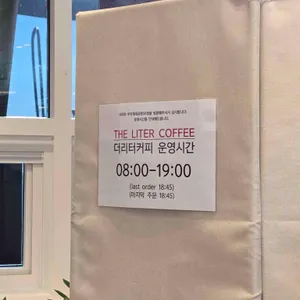 THE LITER COFFEE
더리터커피 운영시간
08:00-19:00
(last order 18:45)
(마지막 주문 18:45)